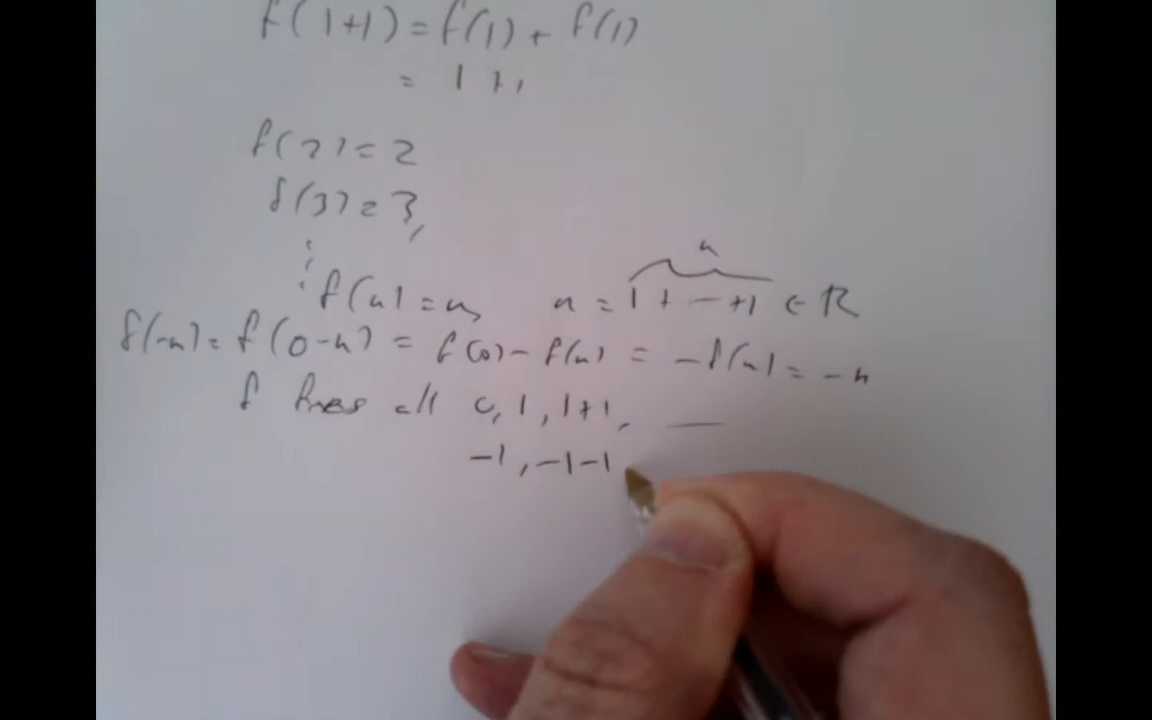 f(1+1) = f(1) + f(1)
= 1 + 1
f(2) = 2
f(3) = 3,
⋮
n
f(n) = n, n = 1 + — + 1 ∈ R
f(-n) = f(0-n) = f(0) - f(n) = -f(n) = -n
f fixes all 0, 1, 1+1, —
-1, -1-1